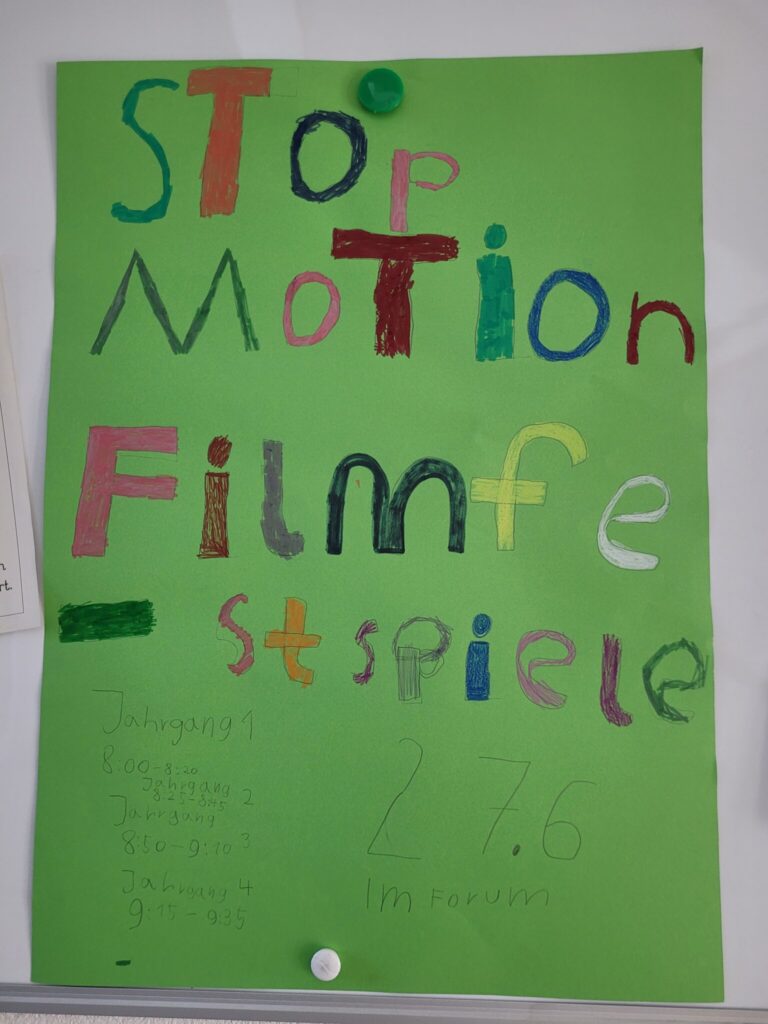 STOP
MoTion
Filmfe
- stspiele
Jahrgang 1
8:00-8:20
Jahrgang 2
8:25-8:45
Jahrgang 3
8:50-9:10
Jahrgang 4
9:15-9:35
27.6
Im Forum
rt.